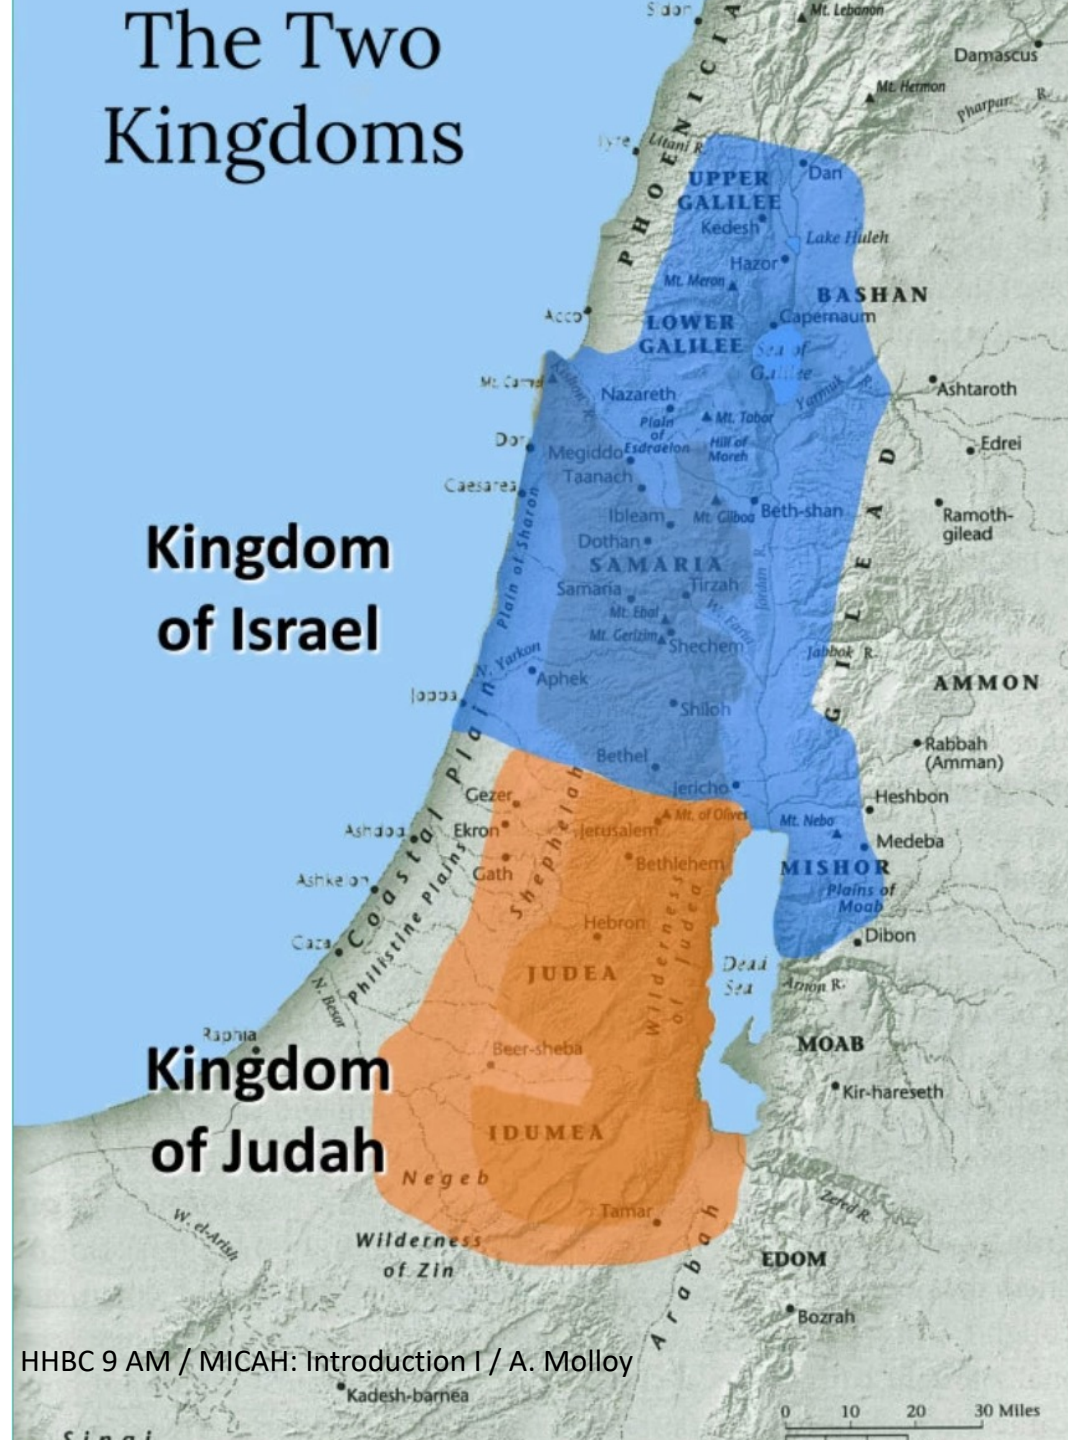 The Two
Kingdoms
Sidon
Mt. Lebanon
Damascus
Mt. Hermon
Pharpar R.
PHOENICIA
Tyre
Litani R.
Dan
UPPER
GALILEE
Kedesh
Lake Huleh
Hazor
Mt. Meron
BASHAN
Acco
LOWER
GALILEE
Capernaum
Sea of
Galilee
Mt. Carmel
Kishon R.
Nazareth
Yarmuk R.
Ashtaroth
Mt. Tabor
Plain
of
Esdraelon
Hill of
Moreh
Dor
Megiddo
Edrei
Taanach
Caesarea
Plain of Sharon
Ibleam
Mt. Gilboa
Beth-shan
Ramoth-
gilead
Kingdom
of Israel
Dothan
SAMARIA
Samaria
Tirzah
Jordan R.
GILEAD
Mt. Ebal
W. Faria
Mt. Gerizim
Shechem
Jabbok R.
Yarkon
Aphek
AMMON
Joppa
Shiloh
Rabbah
(Amman)
Bethel
Jericho
Heshbon
Gezer
Mt. of Olives
Mt. Nebo
Ashdod
Ekron
Jerusalem
Medeba
Coastal Plain
Shephelah
Bethlehem
MISHOR
Ashkelon
Gath
Plains of
Moab
Philistine Plains
Hebron
Wilderness
of Judea
Dibon
Gaza
JUDEA
Dead
Sea
Arnon R.
N. Besor
Raphia
Beer-sheba
MOAB
Kingdom
of Judah
Kir-hareseth
IDUMEA
Negeb
Tamar
Zered R.
W. el-Arish
Wilderness
of Zin
Arabah
EDOM
Bozrah
HHBC 9 AM / MICAH: Introduction I / A. Molloy
Kadesh-barnea
0 10 20 30 Miles